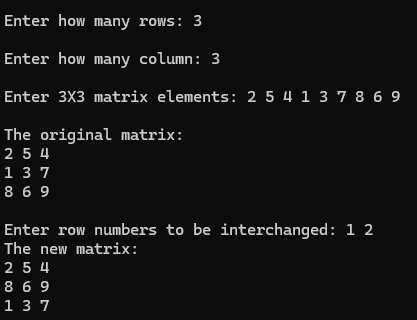 Enter how many rows: 3
Enter how many column: 3
Enter 3X3 matrix elements: 2 5 4 1 3 7 8 6 9
The original matrix:
2 5 4
1 3 7
8 6 9
Enter row numbers to be interchanged: 1 2
The new matrix:
2 5 4
8 6 9
1 3 7